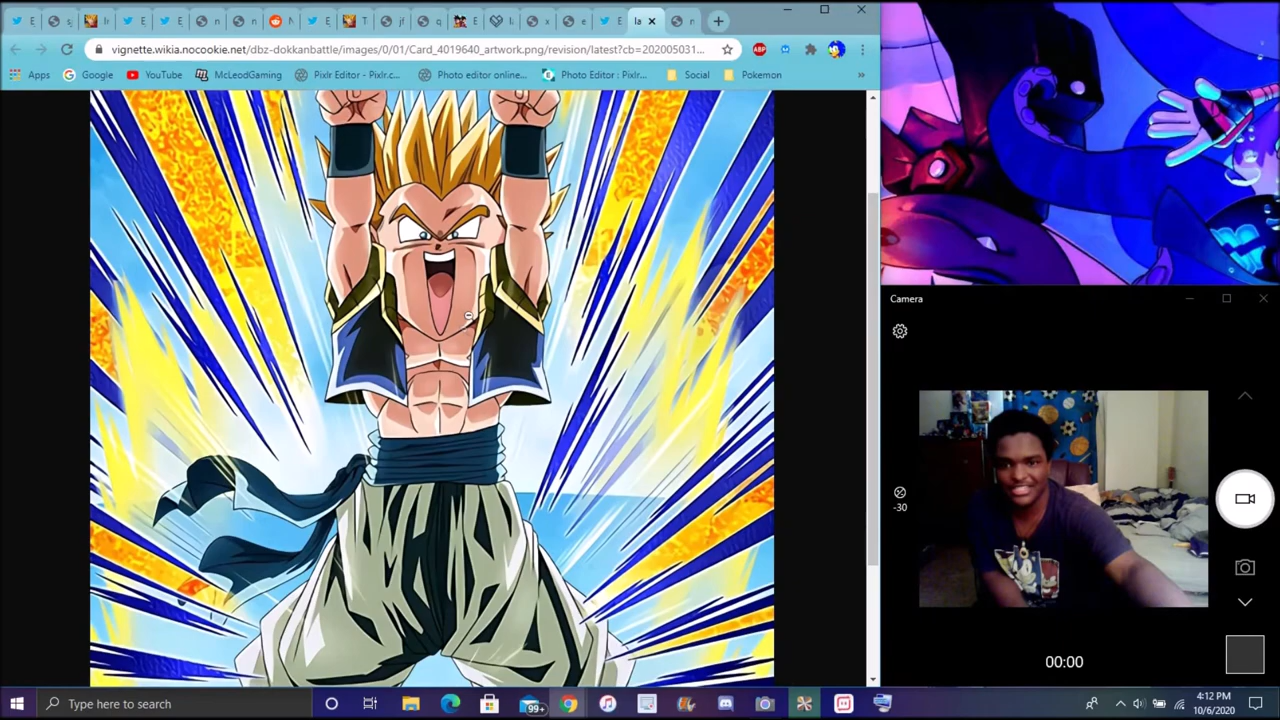 vignette.wikia.nocookie.net/dbz-dokkanbattle/images/0/01/Card_4019640_artwork.png/revision/latest?cb=202005031...
ABP
Apps
Google
YouTube
McLeodGaming
Pixlr Editor - Pixlr.c...
Photo editor online...
Photo Editor : Pixlr...
Social
Pokemon
»
Camera
-30
00:00
Type here to search
99+
4:12 PM
10/6/2020